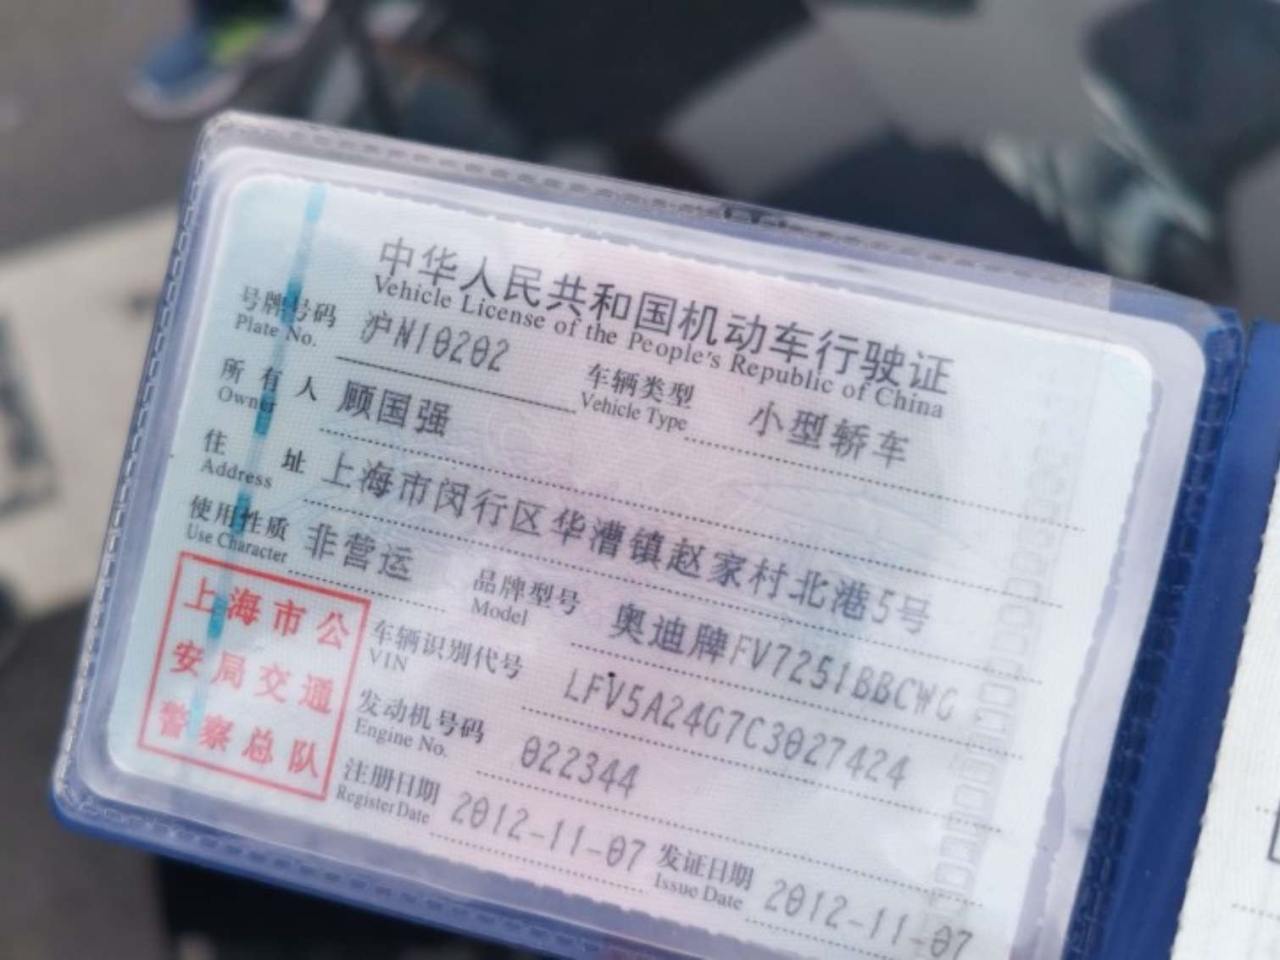 中华人民共和国机动车行驶证
Vehicle License of the People's Republic of China
号牌号码 沪N10202 车辆类型 小型轿车
Plate No. Vehicle Type
所有人 顾国强
Owner
住址 上海市闵行区华漕镇赵家村北港5号
Address
使用性质 非营运 品牌型号 奥迪牌FV7251BBCWG
Use Character Model
上海市公
安局交通
警察总队
车辆识别代号 LFV5A24G7C3027424
VIN
发动机号码 022344
Engine No.
注册日期 2012-11-07 发证日期 2012-11-07
Register Date Issue Date